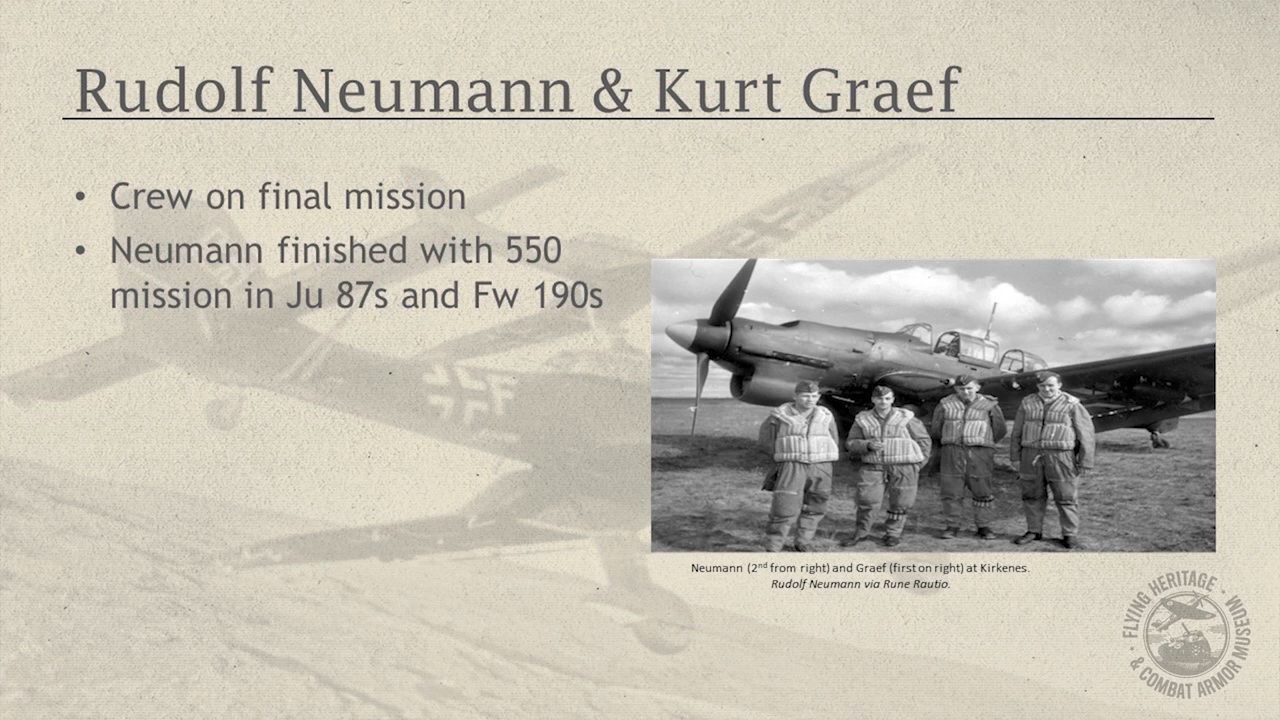 Rudolf Neumann & Kurt Graef
• Crew on final mission
• Neumann finished with 550
mission in Ju 87s and Fw 190s
Neumann (2nd from right) and Graef (first on right) at Kirkenes.
Rudolf Neumann via Rune Rautio.
FLYING HERITAGE
& COMBAT ARMOR MUSEUM